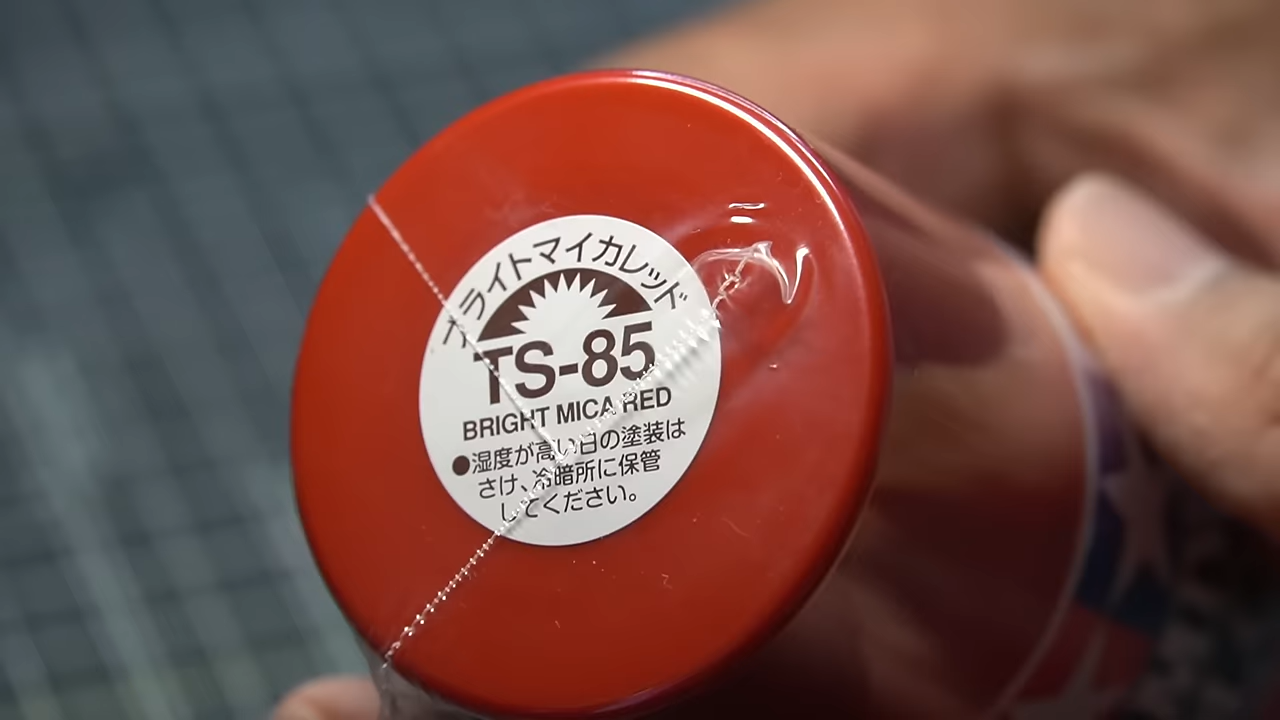 ブライトマイカレッド
TS-85
BRIGHT MICA RED
●湿度が高い日の塗装は
さけ、冷暗所に保管
してください。